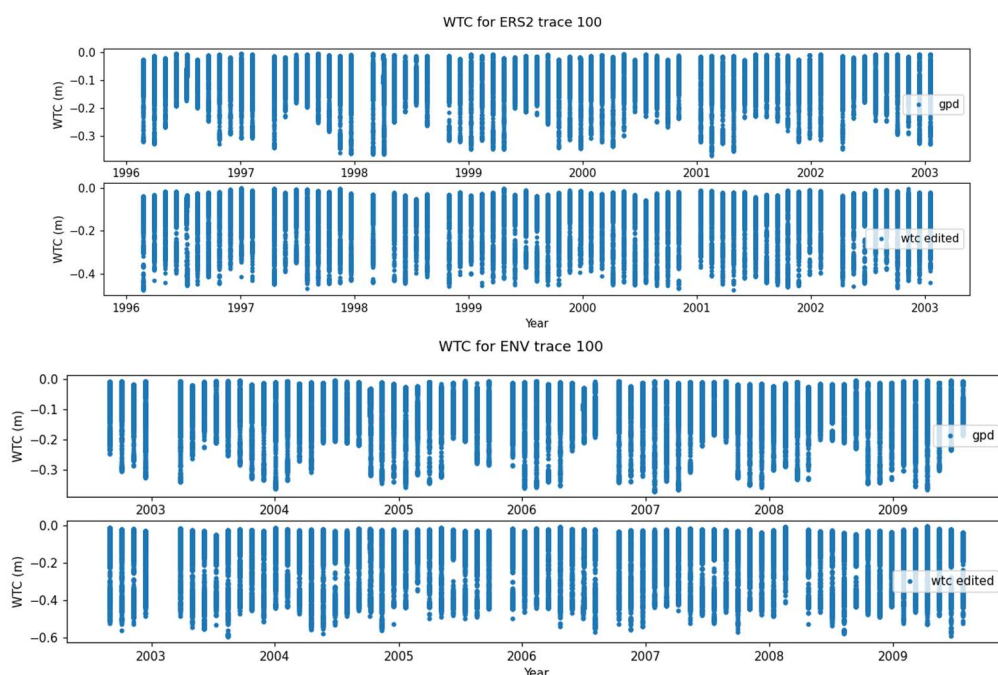 WTC for ERS2 trace 100
0.0
−0.1
−0.2
−0.3
WTC (m)
gpd
1996 1997 1998 1999 2000 2001 2002 2003
0.0
−0.2
−0.4
WTC (m)
wtc edited
1996 1997 1998 1999 2000 2001 2002 2003
Year
WTC for ENV trace 100
0.0
−0.1
−0.2
−0.3
WTC (m)
gpd
2003 2004 2005 2006 2007 2008 2009
0.0
−0.2
−0.4
−0.6
WTC (m)
wtc edited
2003 2004 2005 2006 2007 2008 2009
Year